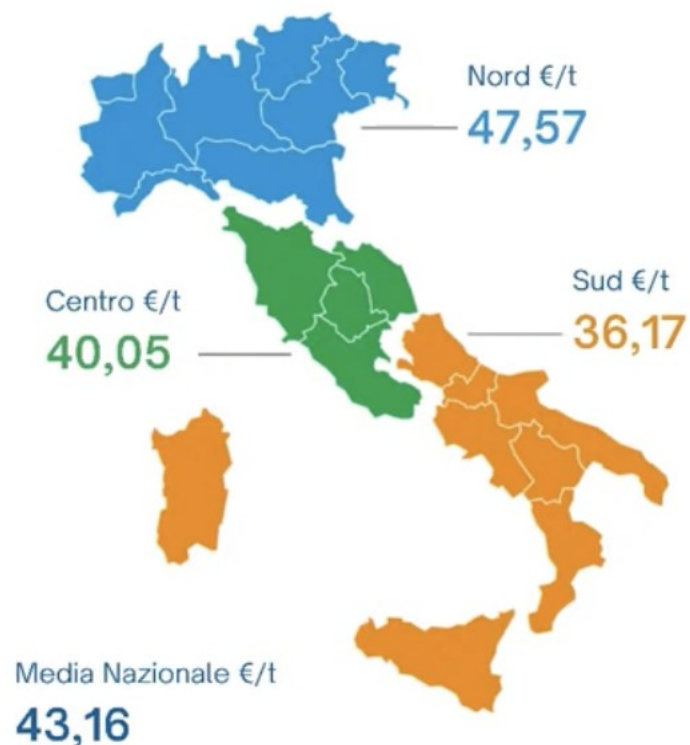 Nord €/t
47,57
Sud €/t
36,17
Centro €/t
40,05
Media Nazionale €/t
43,16